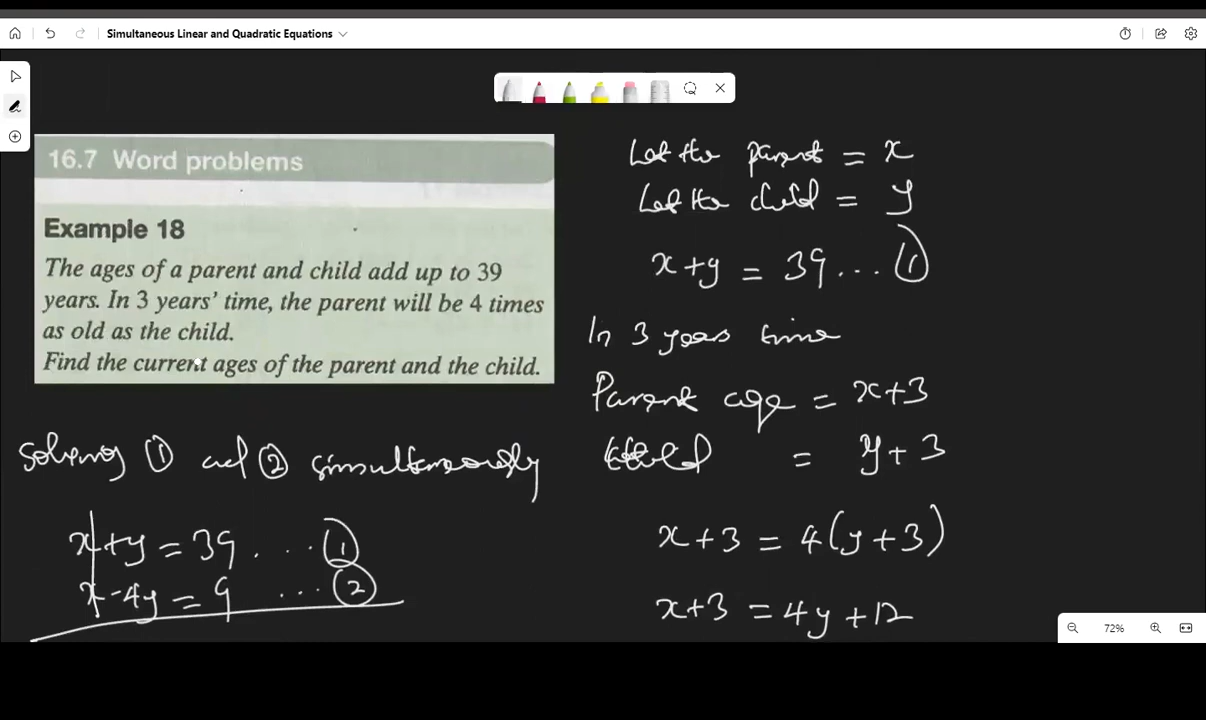 Simultaneous Linear and Quadratic Equations
16.7 Word problems
Example 18
The ages of a parent and child add up to 39
years. In 3 years' time, the parent will be 4 times
as old as the child.
Find the current ages of the parent and the child.
Solving ① and ② simultaneously
x+y = 39 . ... ①
x-4y = 9 ... ②
Let the parent = x
Let the child = y
x+y = 39 ... ①
In 3 years time
Parent age = x+3
child = y+3
x+3 = 4(y+3)
x+3 = 4y+12
72%